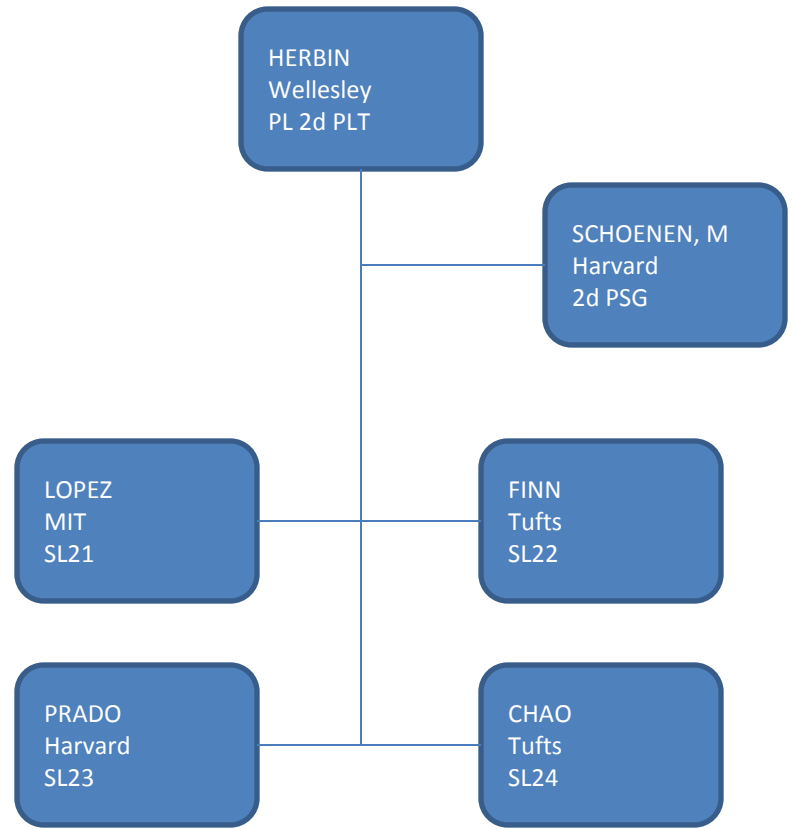 HERBIN
Wellesley
PL 2d PLT
SCHOENEN, M
Harvard
2d PSG
LOPEZ
MIT
SL21
FINN
Tufts
SL22
PRADO
Harvard
SL23
CHAO
Tufts
SL24